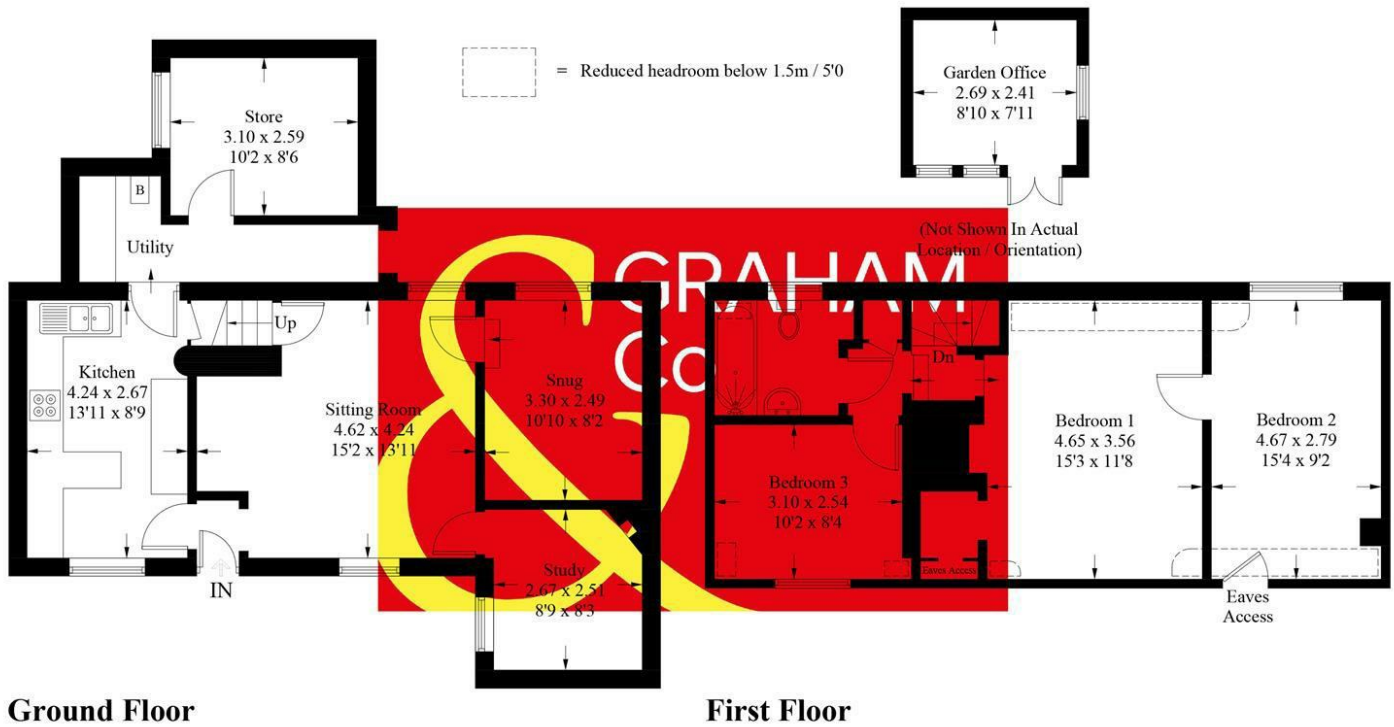 Store
3.10 x 2.59
10'2 x 8'6
= Reduced headroom below 1.5m / 5'0
Garden Office
2.69 x 2.41
8'10 x 7'11
(Not Shown In Actual
Location / Orientation)
B
Utility
GRAHAM
&
Co
Up
Kitchen
4.24 x 2.67
13'11 x 8'9
Sitting Room
4.62 x 4.24
15'2 x 13'11
Snug
3.30 x 2.49
10'10 x 8'2
Study
2.67 x 2.51
8'9 x 8'3
IN
Dn
Bedroom 1
4.65 x 3.56
15'3 x 11'8
Bedroom 2
4.67 x 2.79
15'4 x 9'2
Bedroom 3
3.10 x 2.54
10'2 x 8'4
Eaves Access
Eaves
Access
Ground Floor
First Floor